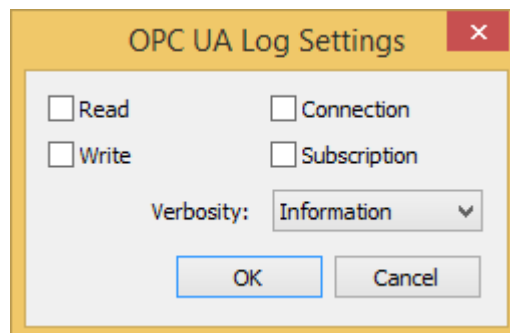 OPC UA Log Settings
Read
Connection
Write
Subscription
Verbosity: Information
OK
Cancel